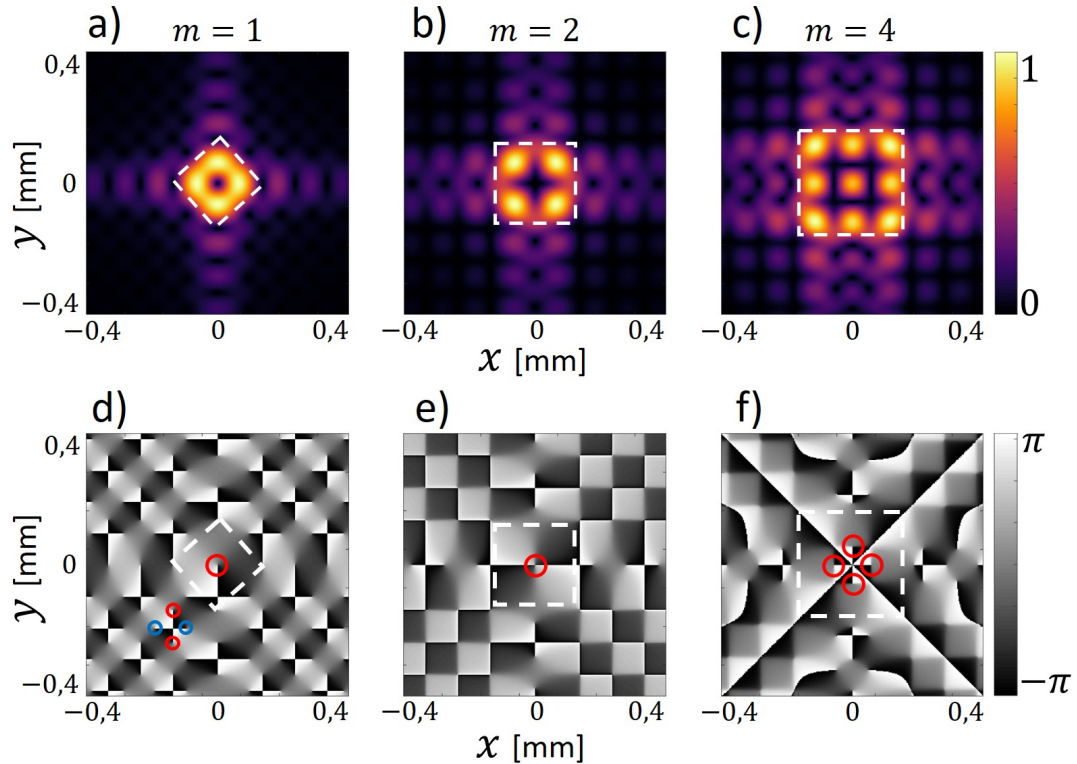 a) m = 1
b) m = 2
c) m = 4
0,4 1
y [mm] 0
−0,4 0
−0,4 0 0,4 −0,4 0 0,4 −0,4 0 0,4
x [mm]
d) e) f)
0,4 π
y [mm] 0
−0,4 −π
−0,4 0 0,4 −0,4 0 0,4 −0,4 0 0,4
x [mm]